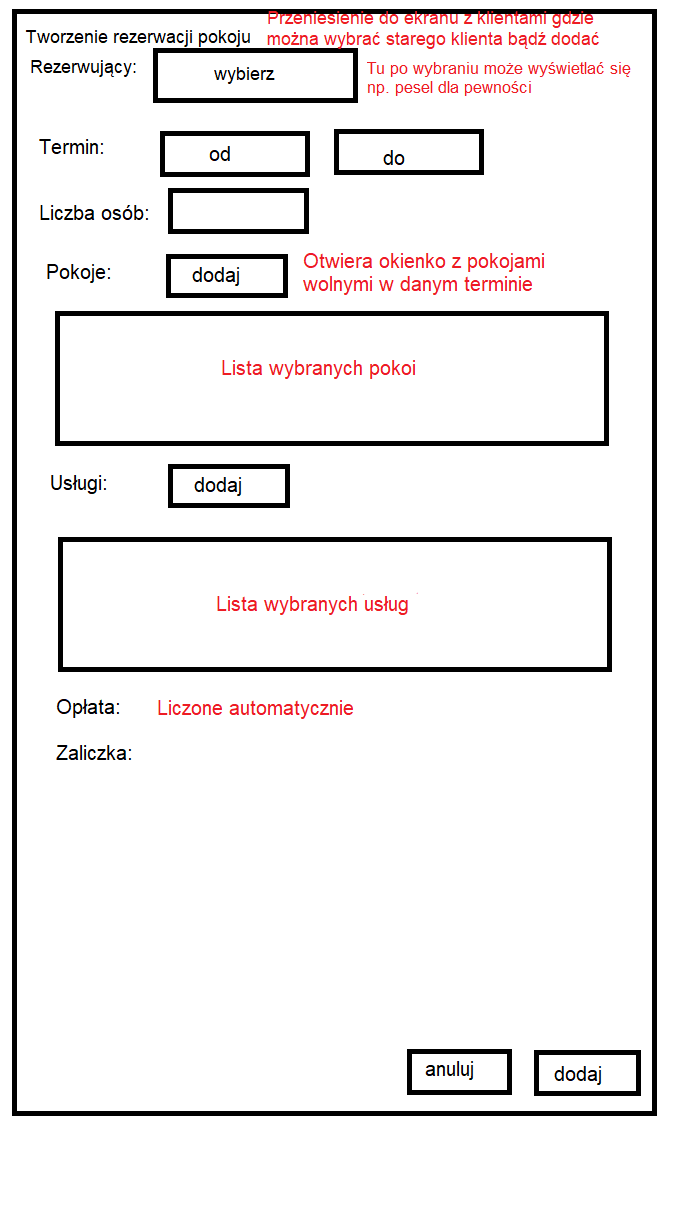 Przeniesienie do ekranu z klientami gdzie
Tworzenie rezerwacji pokoju
można wybrać starego klienta bądź dodać
Rezerwujący:
wybierz
Tu po wybraniu może wyświetlać się
np. pesel dla pewności
Termin:
od
do
Liczba osób:
Pokoje:
dodaj
Otwiera okienko z pokojami
wolnymi w danym terminie
Lista wybranych pokoi
Usługi:
dodaj
Lista wybranych usług
Opłata:
Liczone automatycznie
Zaliczka:
anuluj
dodaj